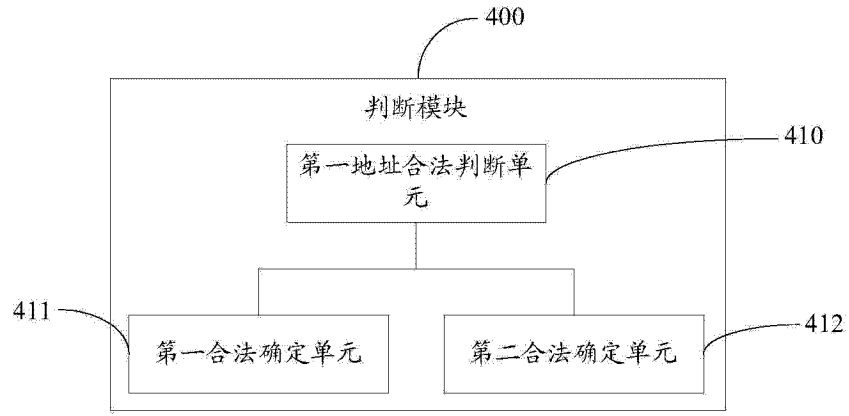 400
判断模块
410
第一地址合法判断单
元
411
第一合法确定单元
第二合法确定单元
412